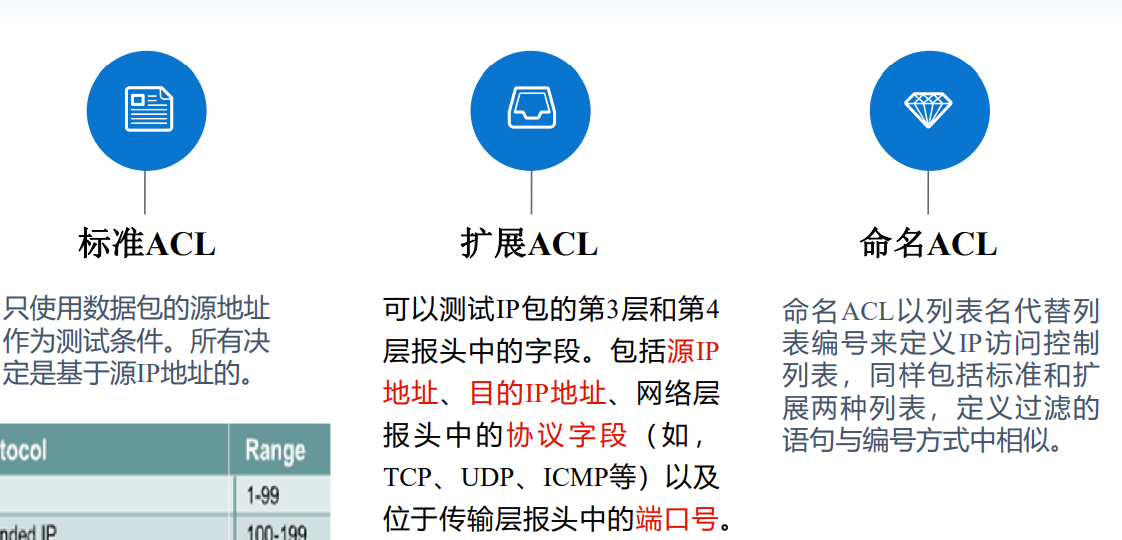 标准ACL
只使用数据包的源地址
作为测试条件。所有决
定是基于源IP地址的。
tocol Range
1-99
nded IP 100-199
扩展ACL
可以测试IP包的第3层和第4
层报头中的字段。包括源IP
地址、目的IP地址、网络层
报头中的协议字段（如，
TCP、UDP、ICMP等）以及
位于传输层报头中的端口号。
命名ACL
命名ACL以列表名代替列
表编号来定义IP访问控制
列表，同样包括标准和扩
展两种列表，定义过滤的
语句与编号方式中相似。